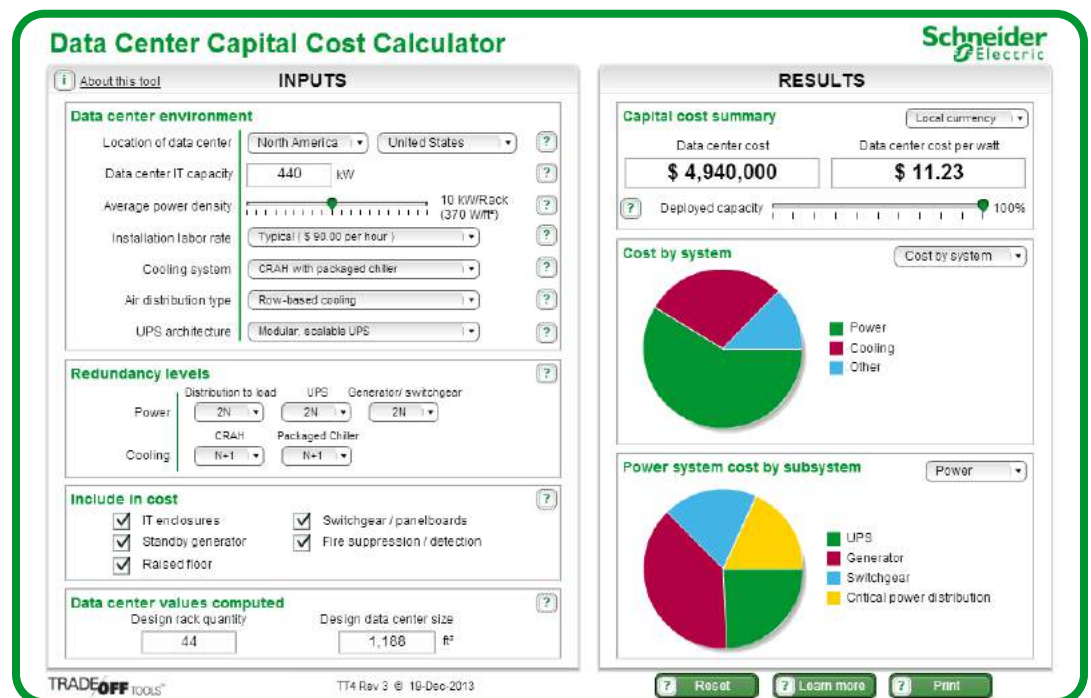 Data Center Capital Cost Calculator
Schneider
Electric
i About this tool
INPUTS
Data center environment
Location of data center North America United States ?
Data center IT capacity 440 kW ?
Average power density 10 kW/Rack (370 W/ft²) ?
Installation labor rate Typical ( $ 90.00 per hour ) ?
Cooling system CRAH with packaged chiller ?
Air distribution type Row-based cooling ?
UPS architecture Modular, scalable UPS ?
Redundancy levels ?
Distribution to load UPS Generator/ switchgear
Power 2N 2N 2N
CRAH Packaged Chiller
Cooling N+1 N+1
Include in cost ?
IT enclosures Switchgear / panelboards
Standby generator Fire suppression / detection
Raised floor
Data center values computed ?
Design rack quantity Design data center size
44 1,188 ft²
RESULTS
Capital cost summary Local currency
Data center cost Data center cost per watt
$ 4,940,000 $ 11.23
? Deployed capacity 100%
Cost by system Cost by system
Power
Cooling
Other
Power system cost by subsystem Power
UPS
Generator
Switchgear
Critical power distribution
TRADEOFF TOOLS™
TT4 Rev 3 © 19-Dec-2013
? Reset ? Learn more ? Print